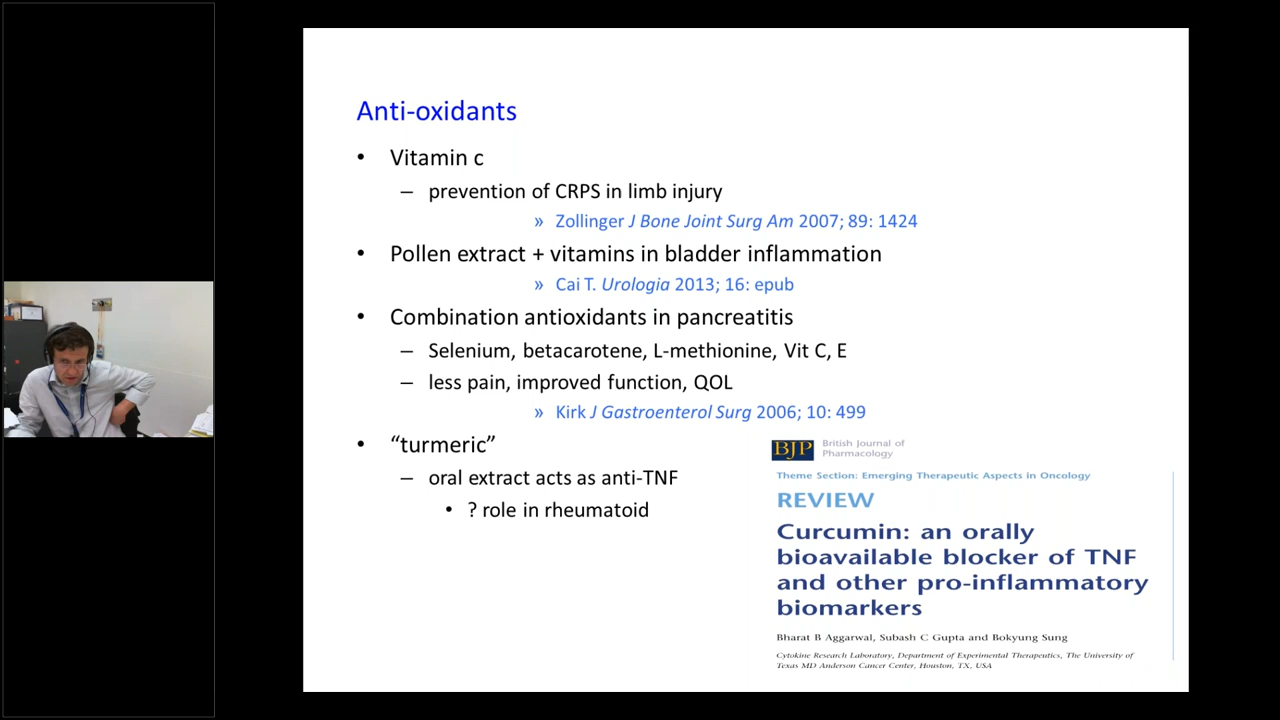 Anti-oxidants
• Vitamin c
– prevention of CRPS in limb injury
» Zollinger J Bone Joint Surg Am 2007; 89: 1424
• Pollen extract + vitamins in bladder inflammation
» Cai T. Urologia 2013; 16: epub
• Combination antioxidants in pancreatitis
– Selenium, betacarotene, L-methionine, Vit C, E
– less pain, improved function, QOL
» Kirk J Gastroenterol Surg 2006; 10: 499
• “turmeric”
– oral extract acts as anti-TNF
• ? role in rheumatoid
BJP British Journal of
Pharmacology
Theme Section: Emerging Therapeutic Aspects in Oncology
REVIEW
Curcumin: an orally
bioavailable blocker of TNF
and other pro-inflammatory
biomarkers
Bharat B Aggarwal, Subash C Gupta and Bokyung Sung
Cytokine Research Laboratory, Department of Experimental Therapeutics, The University of
Texas MD Anderson Cancer Center, Houston, TX, USA